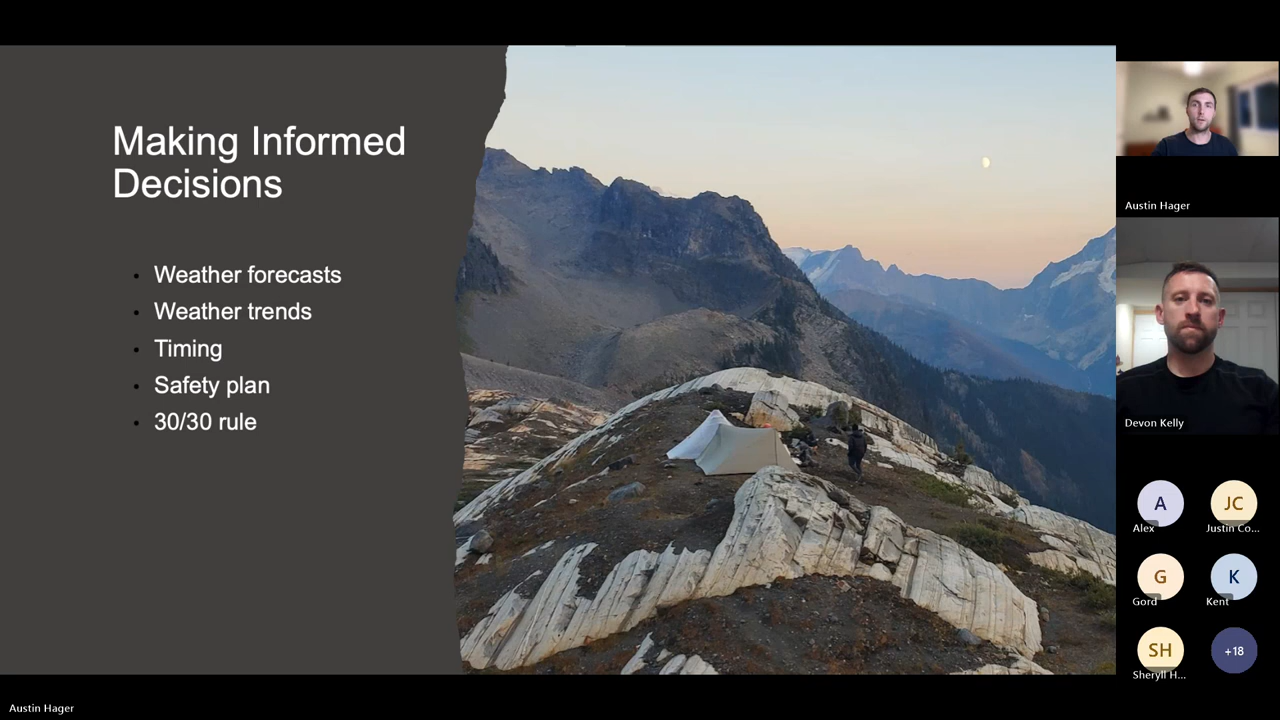 Making Informed
Decisions
• Weather forecasts
• Weather trends
• Timing
• Safety plan
• 30/30 rule
Austin Hager
Devon Kelly
A
JC
Alex
Justin Co...
G
K
Gord
Kent
SH
+18
Sheryll H...
Austin Hager